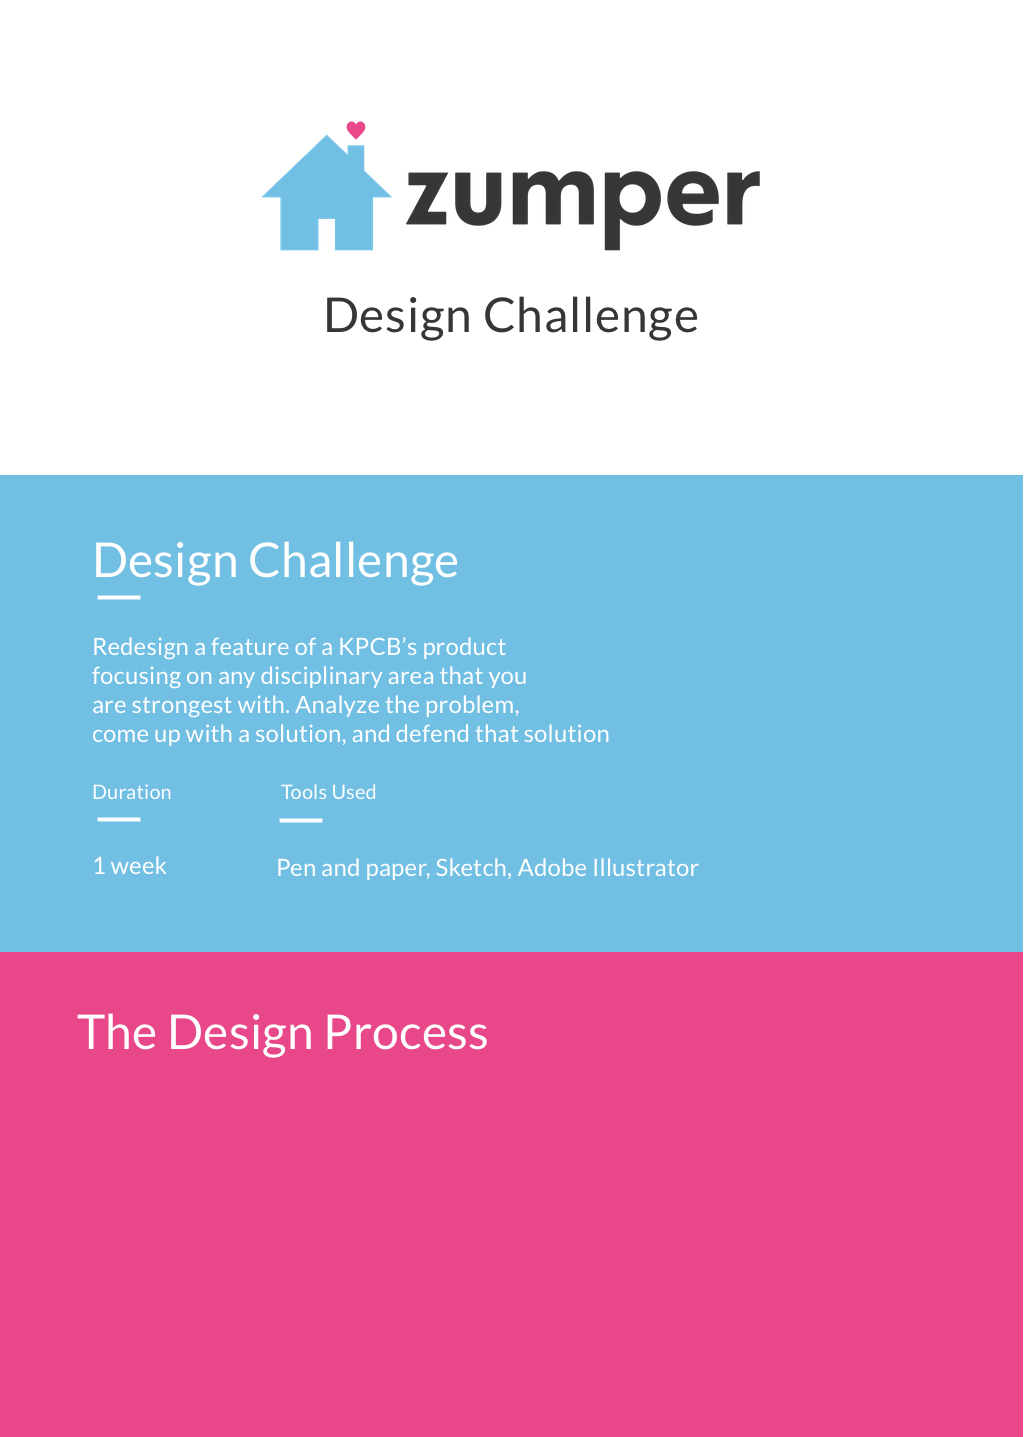 zumper
Design Challenge
Design Challenge
Redesign a feature of a KPCB’s product
focusing on any disciplinary area that you
are strongest with. Analyze the problem,
come up with a solution, and defend that solution
Duration
Tools Used
1 week
Pen and paper, Sketch, Adobe Illustrator
The Design Process